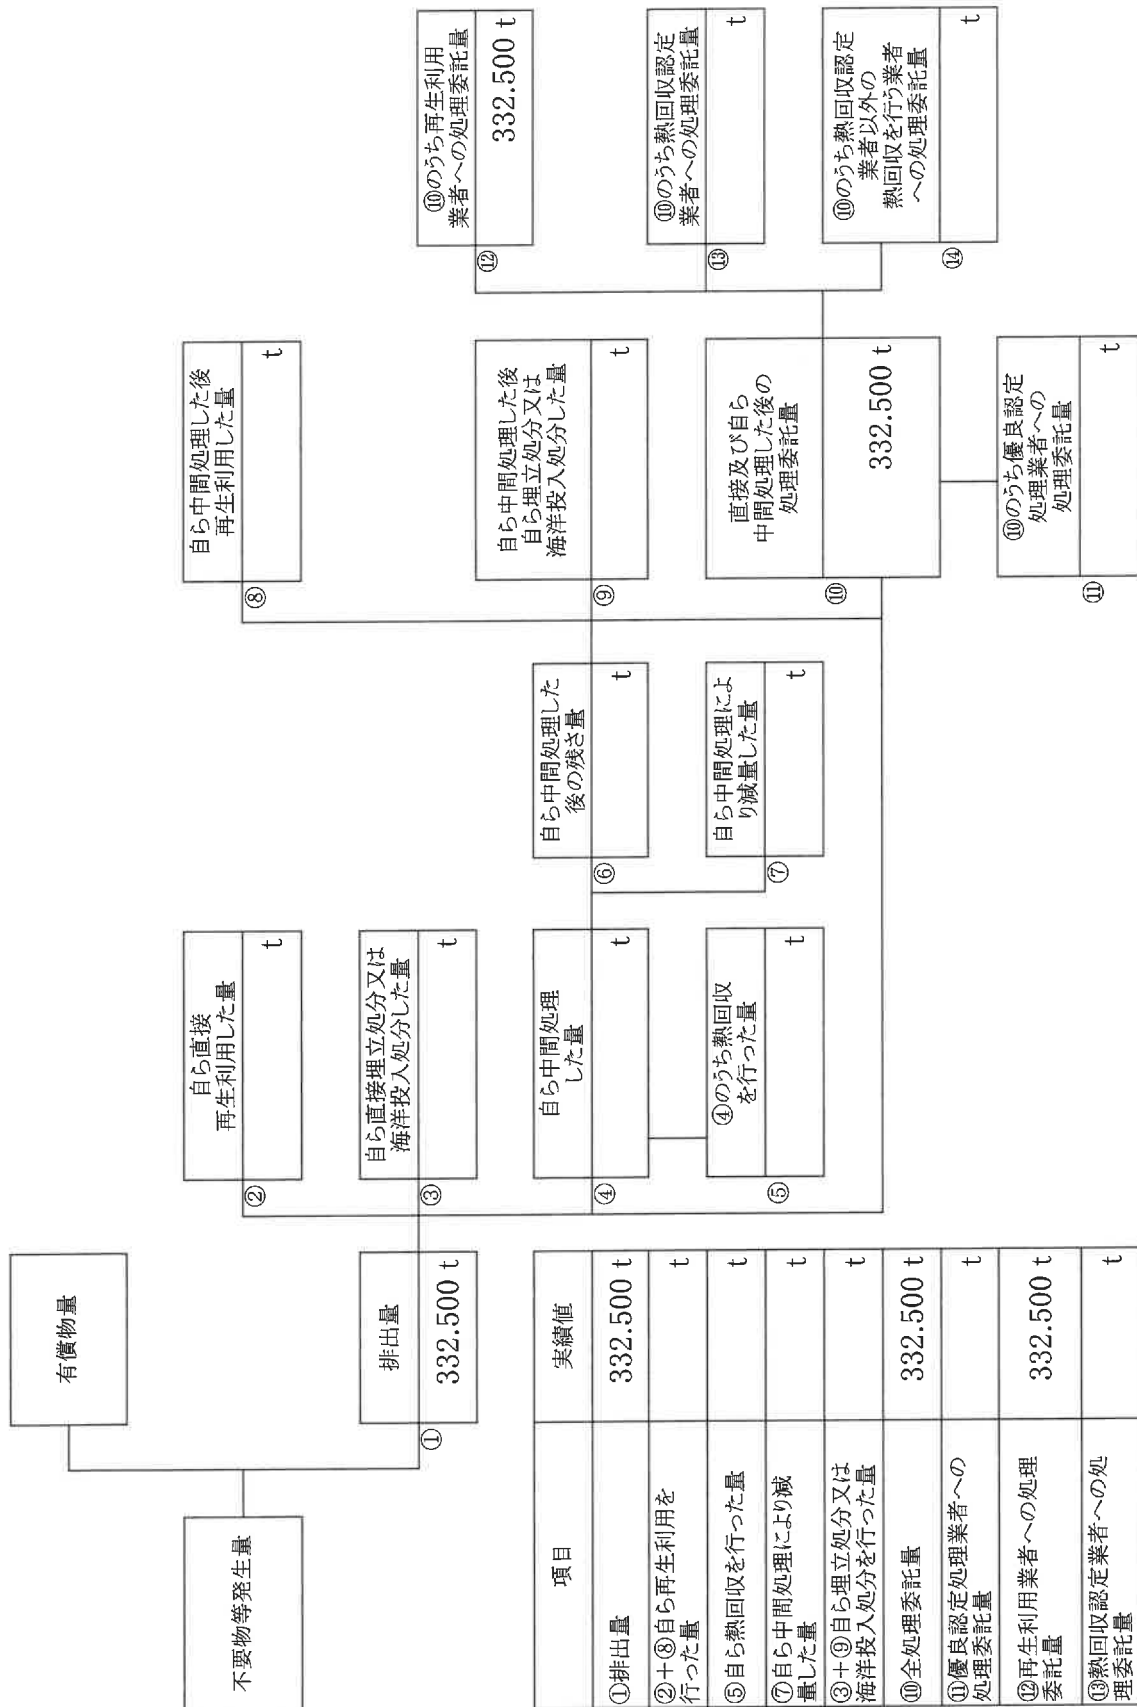 不要物等発生量
有償物量
排出量
①
332.500 t
自ら直接
再生利用した量
②
t
自ら直接埋立処分又は
海洋投入処分した量
③
t
自ら中間処理
した量
④
t
④のうち熱回収
を行った量
⑤
t
自ら中間処理した
後の残さ量
⑥
t
自ら中間処理によ
り減量した量
⑦
t
自ら中間処理した後
再生利用した量
⑧
t
自ら中間処理した後
自ら埋立処分又は
海洋投入処分した量
⑨
t
直接及び自ら
中間処理した後の
処理委託量
⑩
332.500 t
⑩のうち優良認定
処理業者への
処理委託量
⑪
t
⑩のうち再生利用
業者への処理委託量
⑫
332.500 t
⑩のうち熱回収認定
業者への処理委託量
⑬
t
⑩のうち熱回収認定
業者以外の
熱回収を行う業者
への処理委託量
⑭
t
項目 実績値
①排出量 332.500 t
②+⑧自ら再生利用を
行った量 t
⑤自ら熱回収を行った量 t
⑦自ら中間処理により減
量した量 t
③+⑨自ら埋立処分又は
海洋投入処分を行った量 t
⑩全処理委託量 332.500 t
⑪優良認定処理業者への
処理委託量 t
⑫再生利用業者への処理
委託量 332.500 t
⑬熱回収認定業者への処
理委託量 t